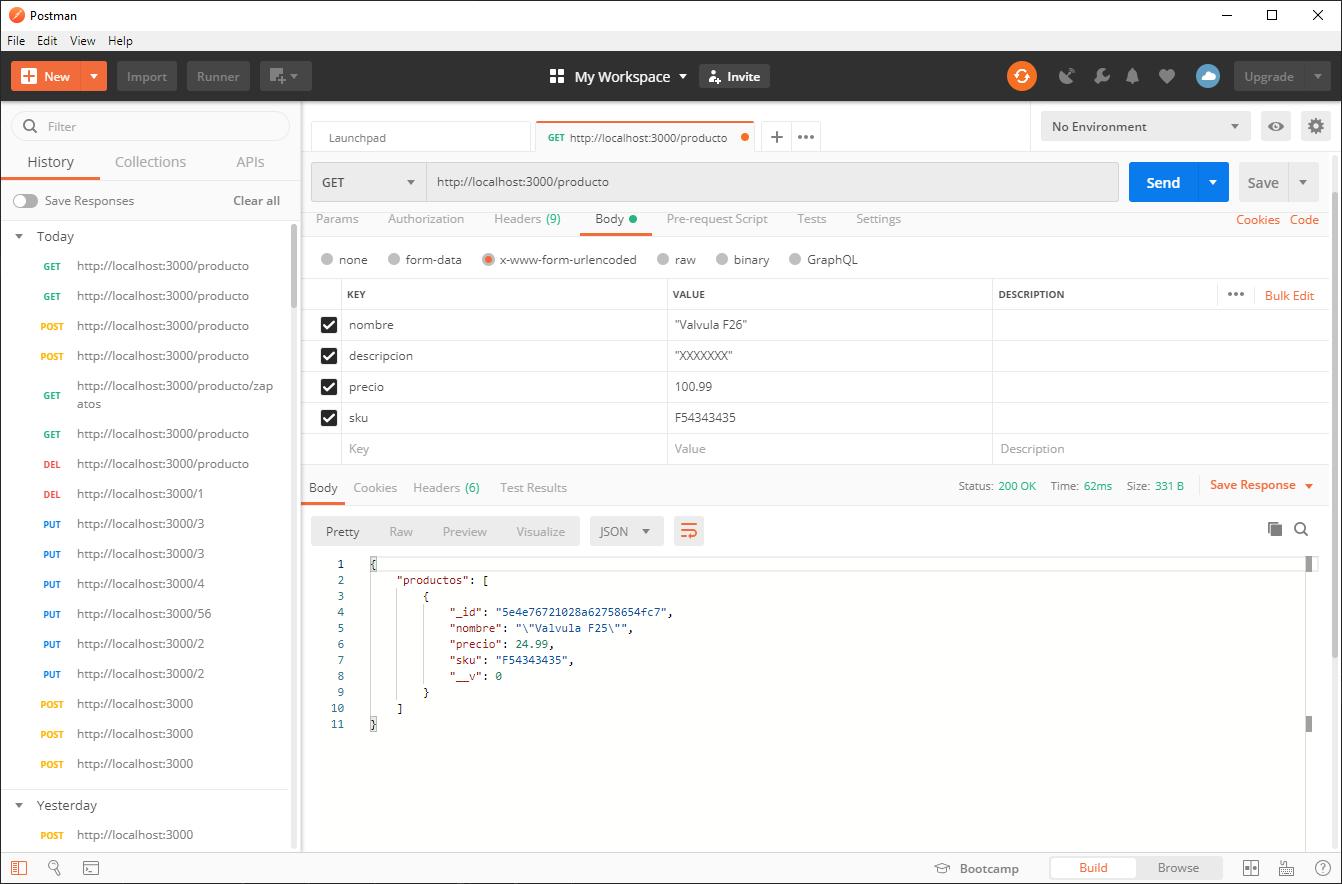 Postman
File Edit View Help
New Import Runner My Workspace Invite Upgrade
Filter
History Collections APIs
Save Responses Clear all
Today
GET http://localhost:3000/producto
GET http://localhost:3000/producto
POST http://localhost:3000/producto
POST http://localhost:3000/producto
GET http://localhost:3000/producto/zap
atos
GET http://localhost:3000/producto
DEL http://localhost:3000/producto
DEL http://localhost:3000/1
PUT http://localhost:3000/3
PUT http://localhost:3000/3
PUT http://localhost:3000/4
PUT http://localhost:3000/56
PUT http://localhost:3000/2
PUT http://localhost:3000/2
POST http://localhost:3000
POST http://localhost:3000
POST http://localhost:3000
Yesterday
POST http://localhost:3000
Launchpad GET http://localhost:3000/producto No Environment
GET http://localhost:3000/producto Send Save
Params Authorization Headers (9) Body Pre-request Script Tests Settings Cookies Code
none form-data x-www-form-urlencoded raw binary GraphQL
KEY VALUE DESCRIPTION Bulk Edit
nombre "Valvula F26"
descripcion "XXXXXXX"
precio 100.99
sku F54343435
Key Value Description
Body Cookies Headers (6) Test Results Status: 200 OK Time: 62ms Size: 331 B Save Response
Pretty Raw Preview Visualize JSON
1 {
2 "productos": [
3 {
4 "_id": "5e4e76721028a62758654fc7",
5 "nombre": "\"Valvula F25\"",
6 "precio": 24.99,
7 "sku": "F54343435",
8 "__v": 0
9 }
10 ]
11 }
Bootcamp Build Browse